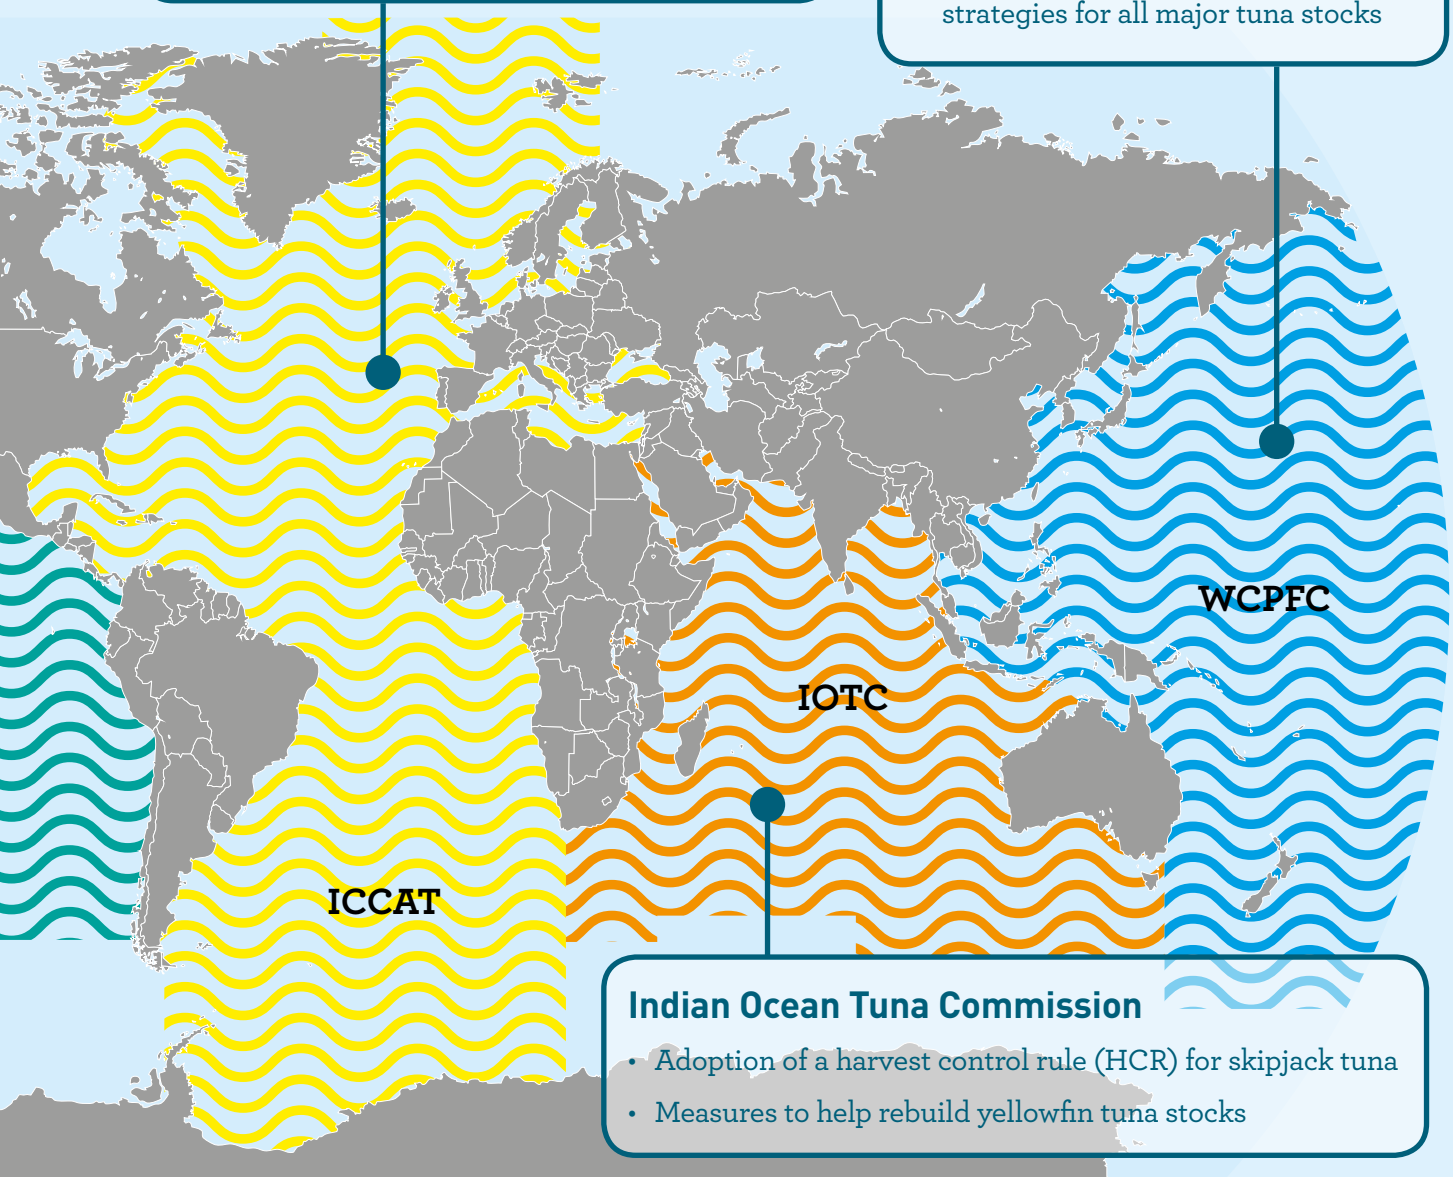 strategies for all major tuna stocks
WCPFC
IOTC
ICCAT
Indian Ocean Tuna Commission
• Adoption of a harvest control rule (HCR) for skipjack tuna
• Measures to help rebuild yellowfin tuna stocks